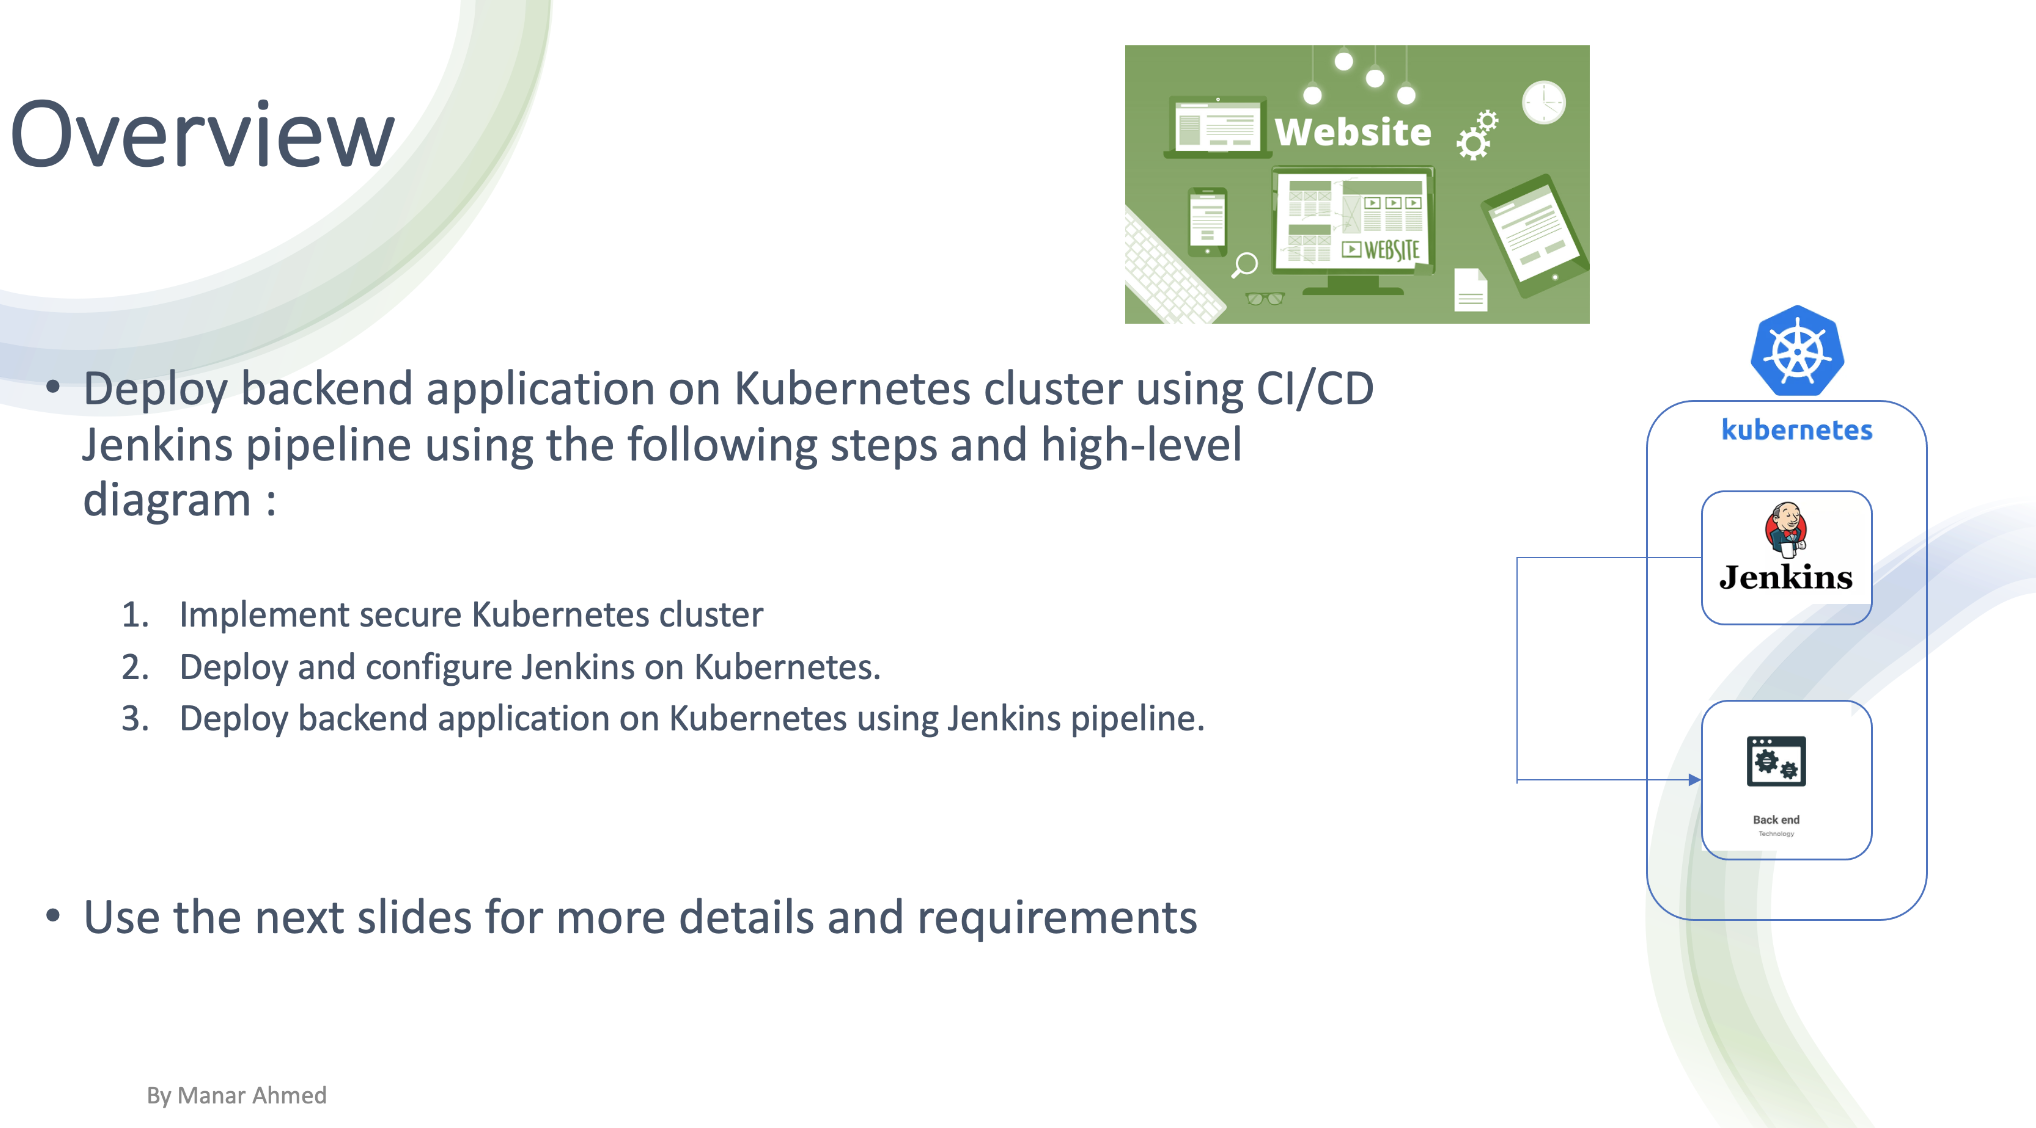 Overview
Website
WEBSITE
• Deploy backend application on Kubernetes cluster using CI/CD
Jenkins pipeline using the following steps and high-level
diagram :
1. Implement secure Kubernetes cluster
2. Deploy and configure Jenkins on Kubernetes.
3. Deploy backend application on Kubernetes using Jenkins pipeline.
• Use the next slides for more details and requirements
kubernetes
Jenkins
Back end
Technology
By Manar Ahmed